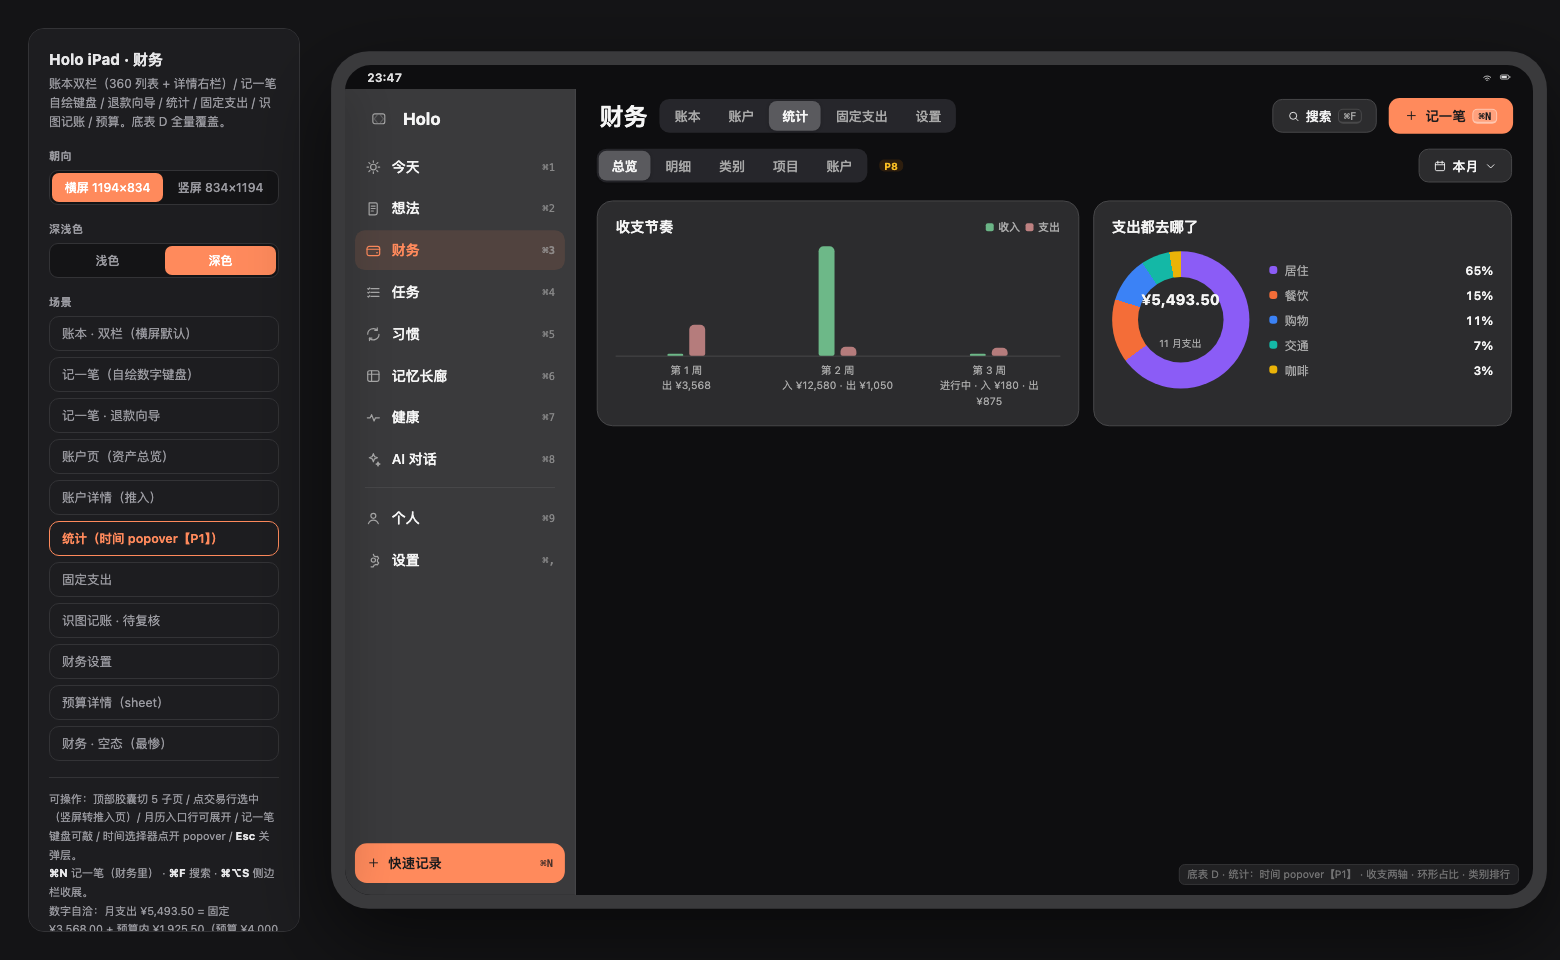 Holo iPad · 财务
账本双栏（360 列表 + 详情右栏）/ 记一笔
自绘键盘 / 退款向导 / 统计 / 固定支出 / 识
图记账 / 预算。底表 D 全量覆盖。
朝向
横屏 1194×834
竖屏 834×1194
深浅色
浅色
深色
场景
账本 · 双栏（横屏默认）
记一笔（自绘数字键盘）
记一笔 · 退款向导
账户页（资产总览）
账户详情（推入）
统计（时间 popover【P1】）
固定支出
识图记账 · 待复核
财务设置
预算详情（sheet）
财务 · 空态（最惨）
可操作：顶部胶囊切 5 子页 / 点交易行选中
（竖屏转推入页）/ 月历入口行可展开 / 记一笔
键盘可敲 / 时间选择器点开 popover / Esc 关
弹层。
⌘N 记一笔（财务里） · ⌘F 搜索 · ⌘⌥S 侧边
栏收展。
数字自洽：月支出 ¥5,493.50 = 固定
¥3,568.00 + 预算内 ¥1,925.50（预算 ¥4,000
23:47
Holo
今天 ⌘1
想法 ⌘2
财务 ⌘3
任务 ⌘4
习惯 ⌘5
记忆长廊 ⌘6
健康 ⌘7
AI 对话 ⌘8
个人 ⌘9
设置 ⌘,
快速记录 ⌘N
财务
账本
账户
统计
固定支出
设置
搜索 ⌘F
记一笔 ⌘N
总览
明细
类别
项目
账户
P8
本月
收支节奏
收入
支出
第 1 周
出 ¥3,568
第 2 周
入 ¥12,580 · 出 ¥1,050
第 3 周
进行中 · 入 ¥180 · 出
¥875
支出都去哪了
¥5,493.50
11 月支出
居住 65%
餐饮 15%
购物 11%
交通 7%
咖啡 3%
底表 D · 统计：时间 popover【P1】 · 收支两轴 · 环形占比 · 类别排行